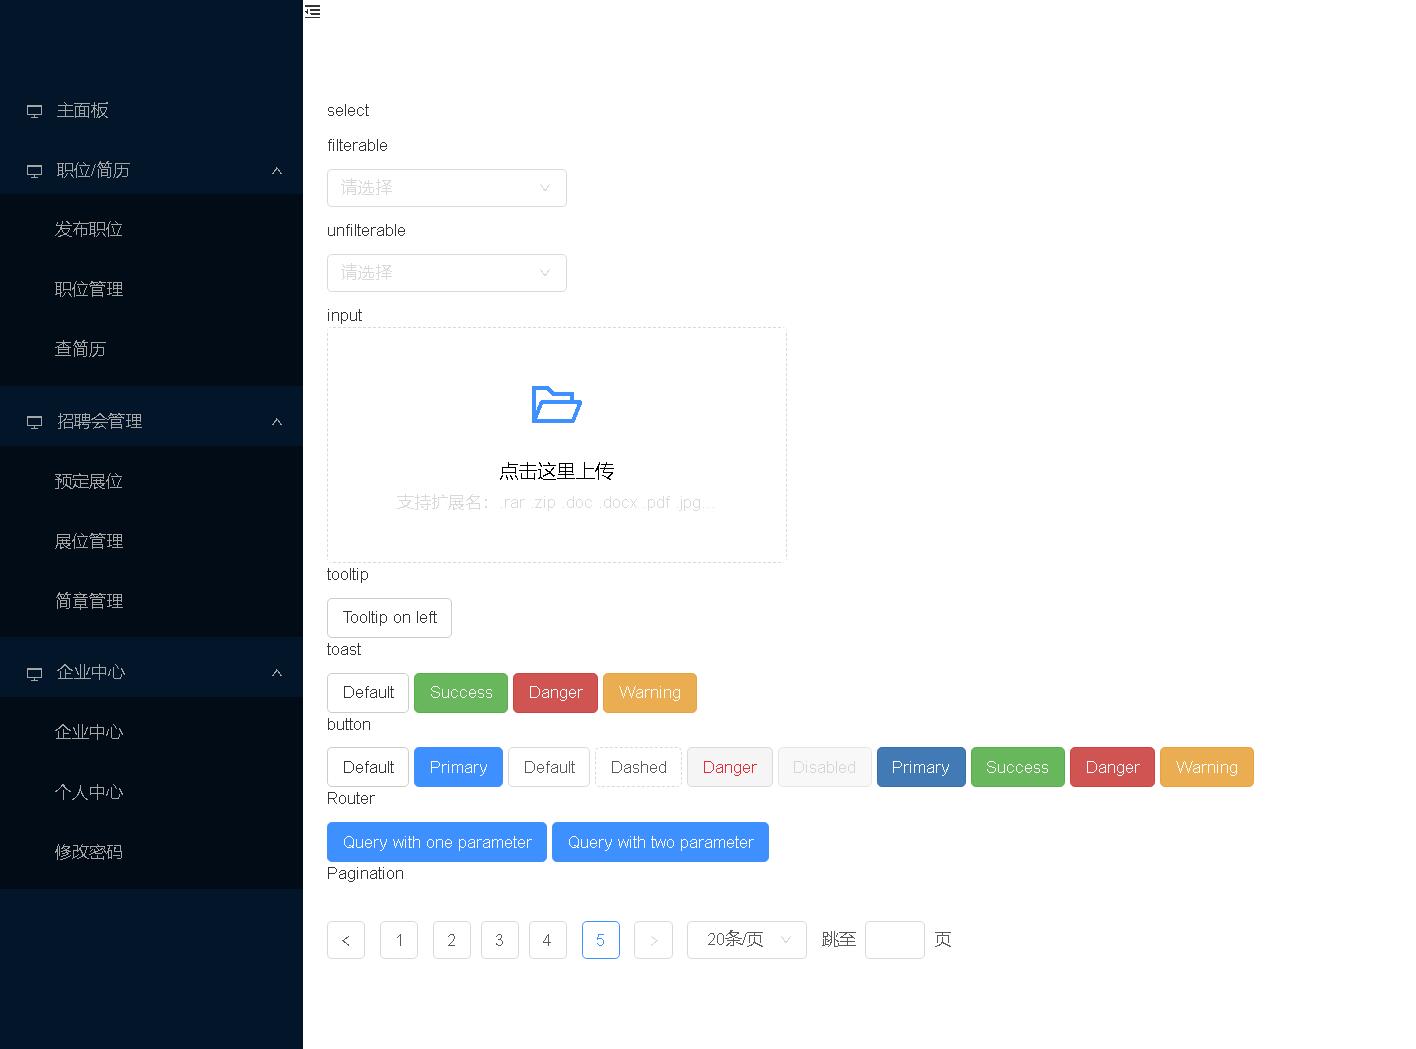 主面板
职位/简历
发布职位
职位管理
查简历
招聘会管理
预定展位
展位管理
简章管理
企业中心
企业中心
个人中心
修改密码
select
filterable
请选择
unfilterable
请选择
input
点击这里上传
支持扩展名：.rar .zip .doc .docx .pdf .jpg...
tooltip
Tooltip on left
toast
Default Success Danger Warning
button
Default Primary Default Dashed Danger Disabled Primary Success Danger Warning
Router
Query with one parameter Query with two parameter
Pagination
< 1 2 3 4 5 > 20条/页 跳至 页